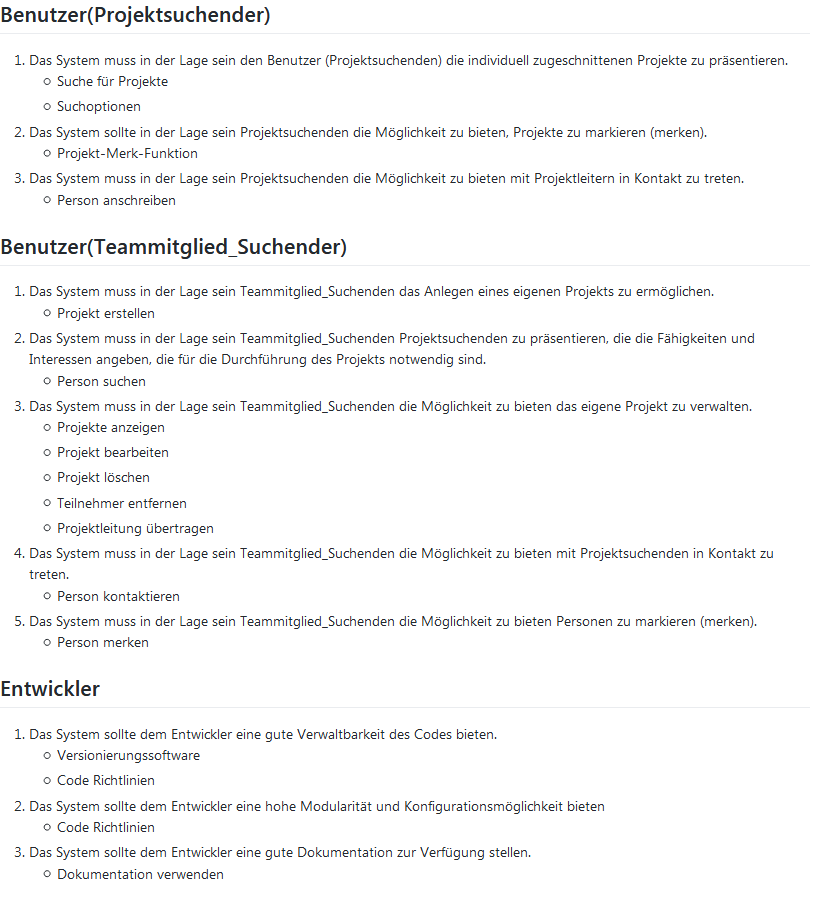 Benutzer(Projektsuchender)
1. Das System muss in der Lage sein den Benutzer (Projektsuchenden) die individuell zugeschnittenen Projekte zu präsentieren.
○ Suche für Projekte
○ Suchoptionen
2. Das System sollte in der Lage sein Projektsuchenden die Möglichkeit zu bieten, Projekte zu markieren (merken).
○ Projekt-Merk-Funktion
3. Das System muss in der Lage sein Projektsuchenden die Möglichkeit zu bieten mit Projektleitern in Kontakt zu treten.
○ Person anschreiben
Benutzer(Teammitglied_Suchender)
1. Das System muss in der Lage sein Teammitglied_Suchenden das Anlegen eines eigenen Projekts zu ermöglichen.
○ Projekt erstellen
2. Das System muss in der Lage sein Teammitglied_Suchenden Projektsuchenden zu präsentieren, die die Fähigkeiten und
Interessen angeben, die für die Durchführung des Projekts notwendig sind.
○ Person suchen
3. Das System muss in der Lage sein Teammitglied_Suchenden die Möglichkeit zu bieten das eigene Projekt zu verwalten.
○ Projekte anzeigen
○ Projekt bearbeiten
○ Projekt löschen
○ Teilnehmer entfernen
○ Projektleitung übertragen
4. Das System muss in der Lage sein Teammitglied_Suchenden die Möglichkeit zu bieten mit Projektsuchenden in Kontakt zu
treten.
○ Person kontaktieren
5. Das System muss in der Lage sein Teammitglied_Suchenden die Möglichkeit zu bieten Personen zu markieren (merken).
○ Person merken
Entwickler
1. Das System sollte dem Entwickler eine gute Verwaltbarkeit des Codes bieten.
○ Versionierungssoftware
○ Code Richtlinien
2. Das System sollte dem Entwickler eine hohe Modularität und Konfigurationsmöglichkeit bieten
○ Code Richtlinien
3. Das System sollte dem Entwickler eine gute Dokumentation zur Verfügung stellen.
○ Dokumentation verwenden